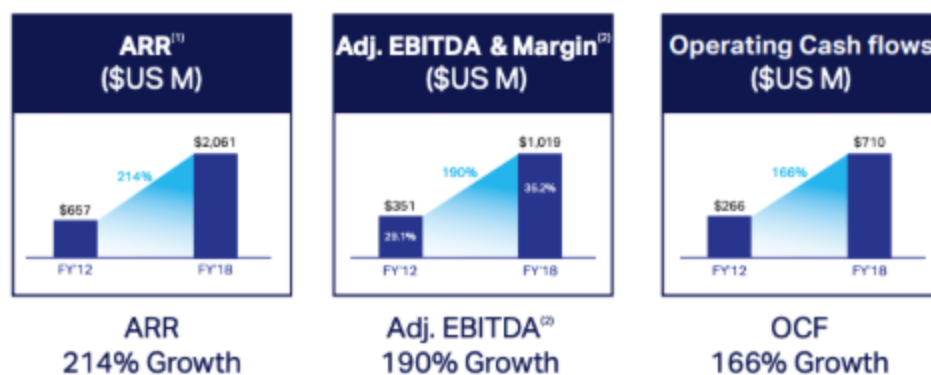 ARR(1)
($US M)
$657
214%
$2,061
FY'12
FY'18
ARR
214% Growth
Adj. EBITDA & Margin(2)
($US M)
$351
29.1%
190%
$1,019
36.2%
FY'12
FY'18
Adj. EBITDA(2)
190% Growth
Operating Cash flows
($US M)
$266
166%
$710
FY'12
FY'18
OCF
166% Growth